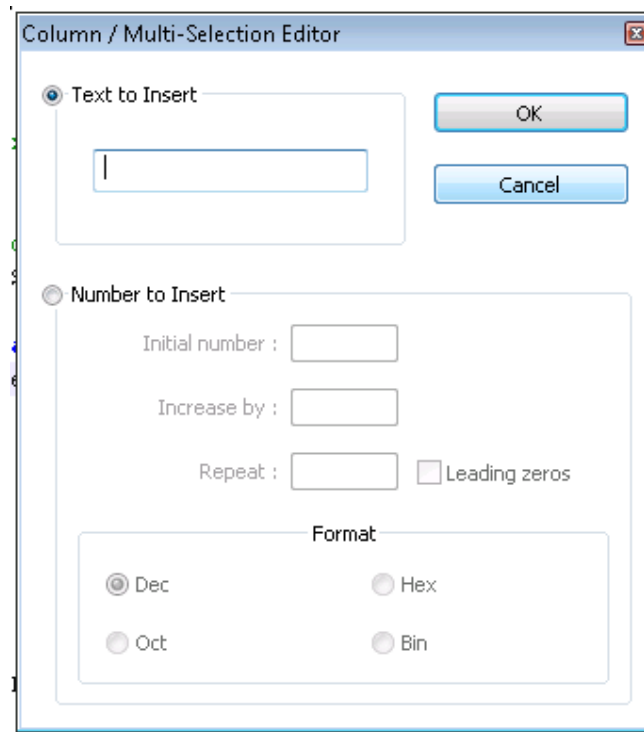 Column / Multi-Selection Editor
Text to Insert
OK
Cancel
Number to Insert
Initial number :
Increase by :
Repeat :
Leading zeros
Format
Dec
Hex
Oct
Bin